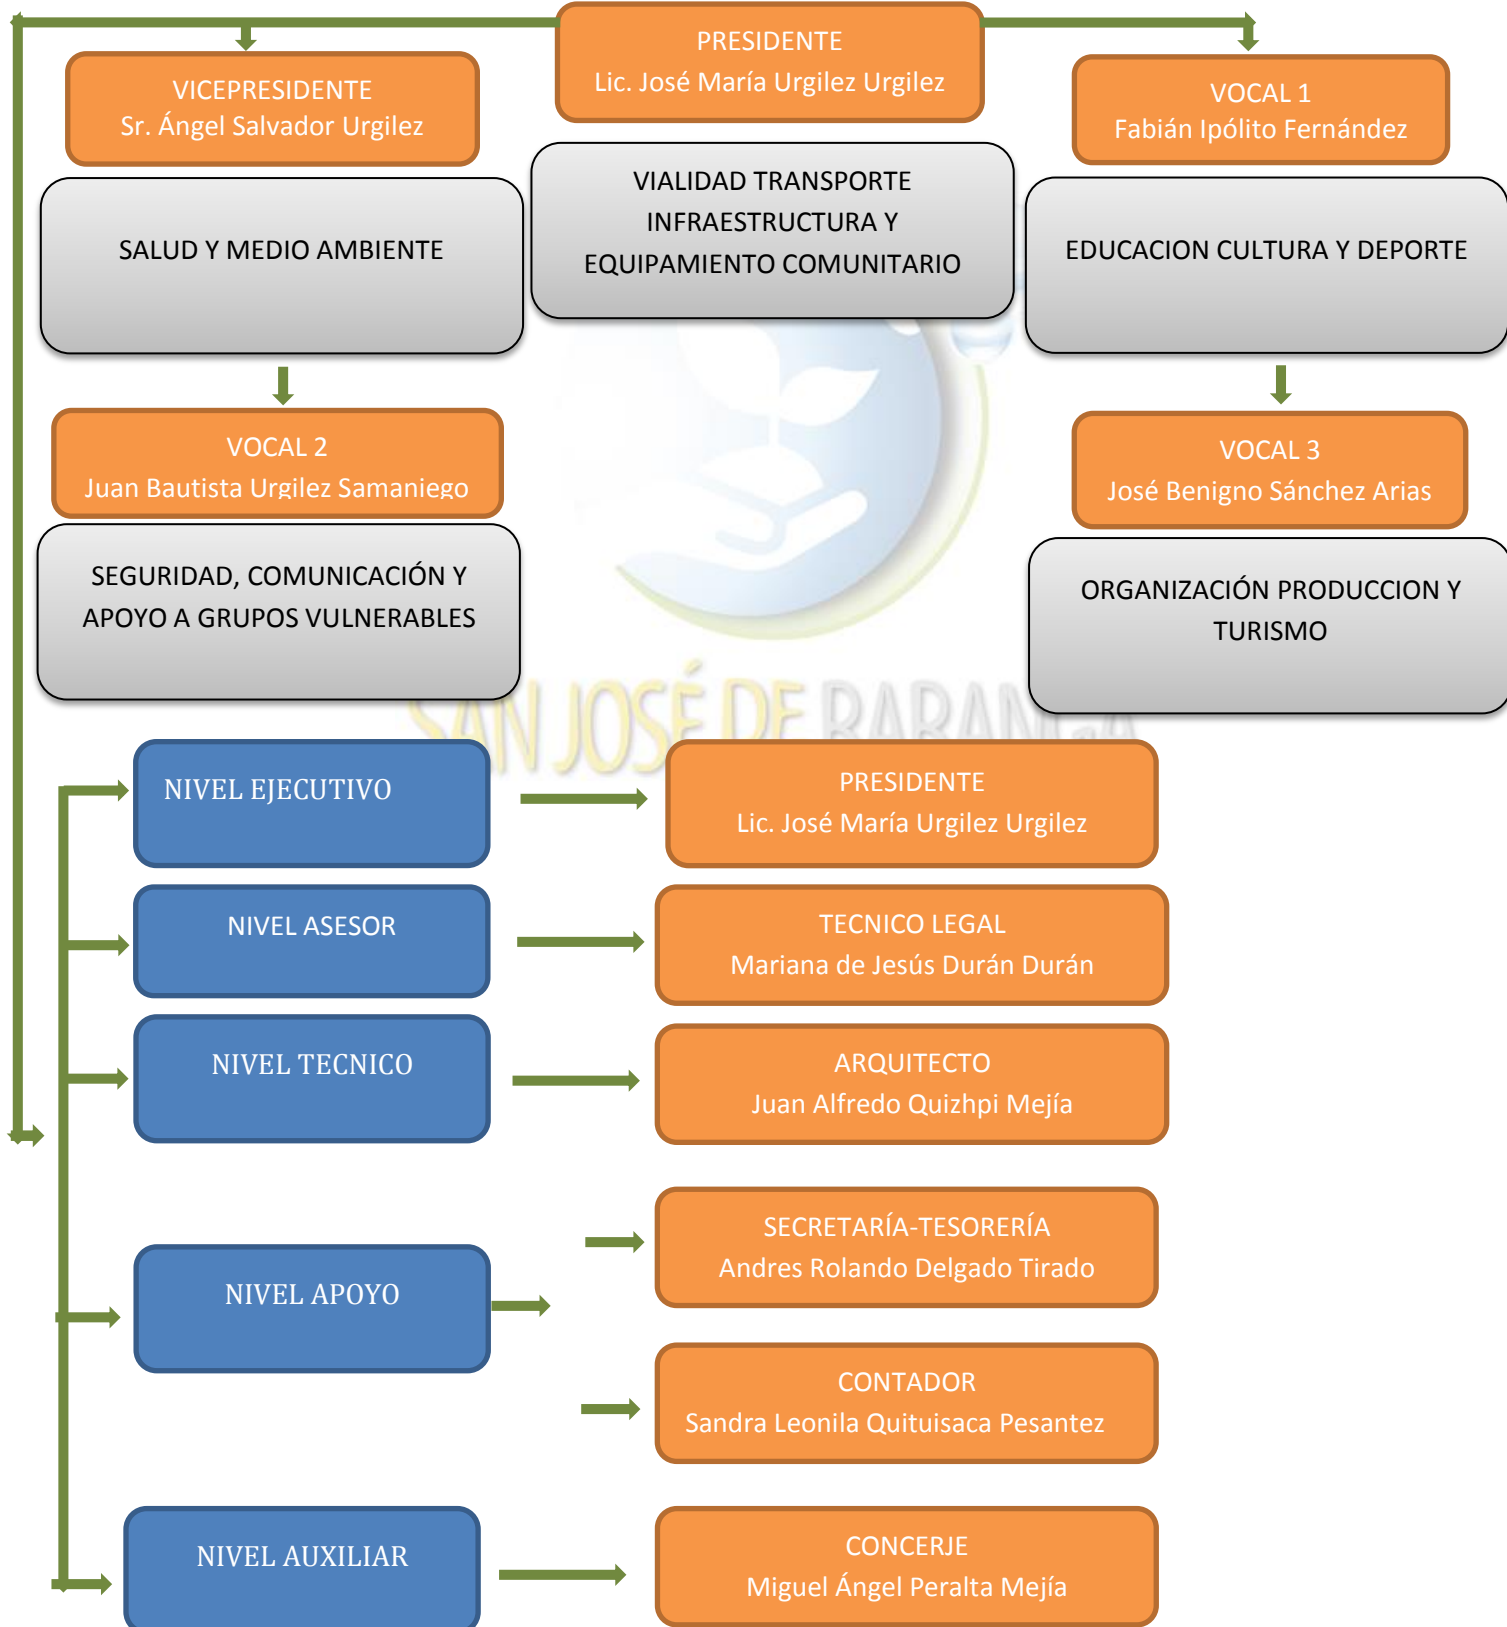 PRESIDENTE
Lic. José María Urgilez Urgilez
VICEPRESIDENTE
Sr. Ángel Salvador Urgilez
VOCAL 1
Fabián Ipólito Fernández
VIALIDAD TRANSPORTE
INFRAESTRUCTURA Y
EQUIPAMIENTO COMUNITARIO
SALUD Y MEDIO AMBIENTE
EDUCACION CULTURA Y DEPORTE
VOCAL 2
Juan Bautista Urgilez Samaniego
VOCAL 3
José Benigno Sánchez Arias
SEGURIDAD, COMUNICACIÓN Y
APOYO A GRUPOS VULNERABLES
ORGANIZACIÓN PRODUCCION Y
TURISMO
SAN JOSÉ DE RARANGA
NIVEL EJECUTIVO
PRESIDENTE
Lic. José María Urgilez Urgilez
NIVEL ASESOR
TECNICO LEGAL
Mariana de Jesús Durán Durán
NIVEL TECNICO
ARQUITECTO
Juan Alfredo Quizhpi Mejía
NIVEL APOYO
SECRETARÍA-TESORERÍA
Andres Rolando Delgado Tirado
CONTADOR
Sandra Leonila Quituisaca Pesantez
NIVEL AUXILIAR
CONCERJE
Miguel Ángel Peralta Mejía